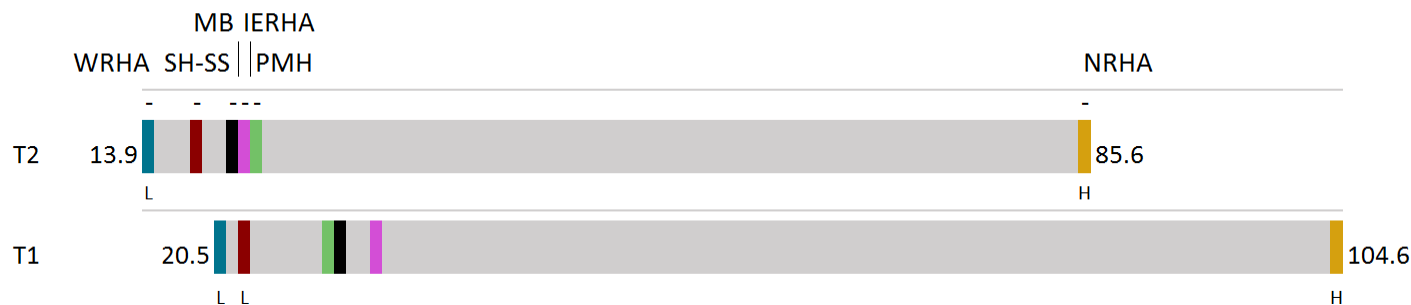 MB IERHA
WRHA SH-SS PMH NRHA
- - - - - -
T2 13.9 85.6
L H
T1 20.5 104.6
L L H